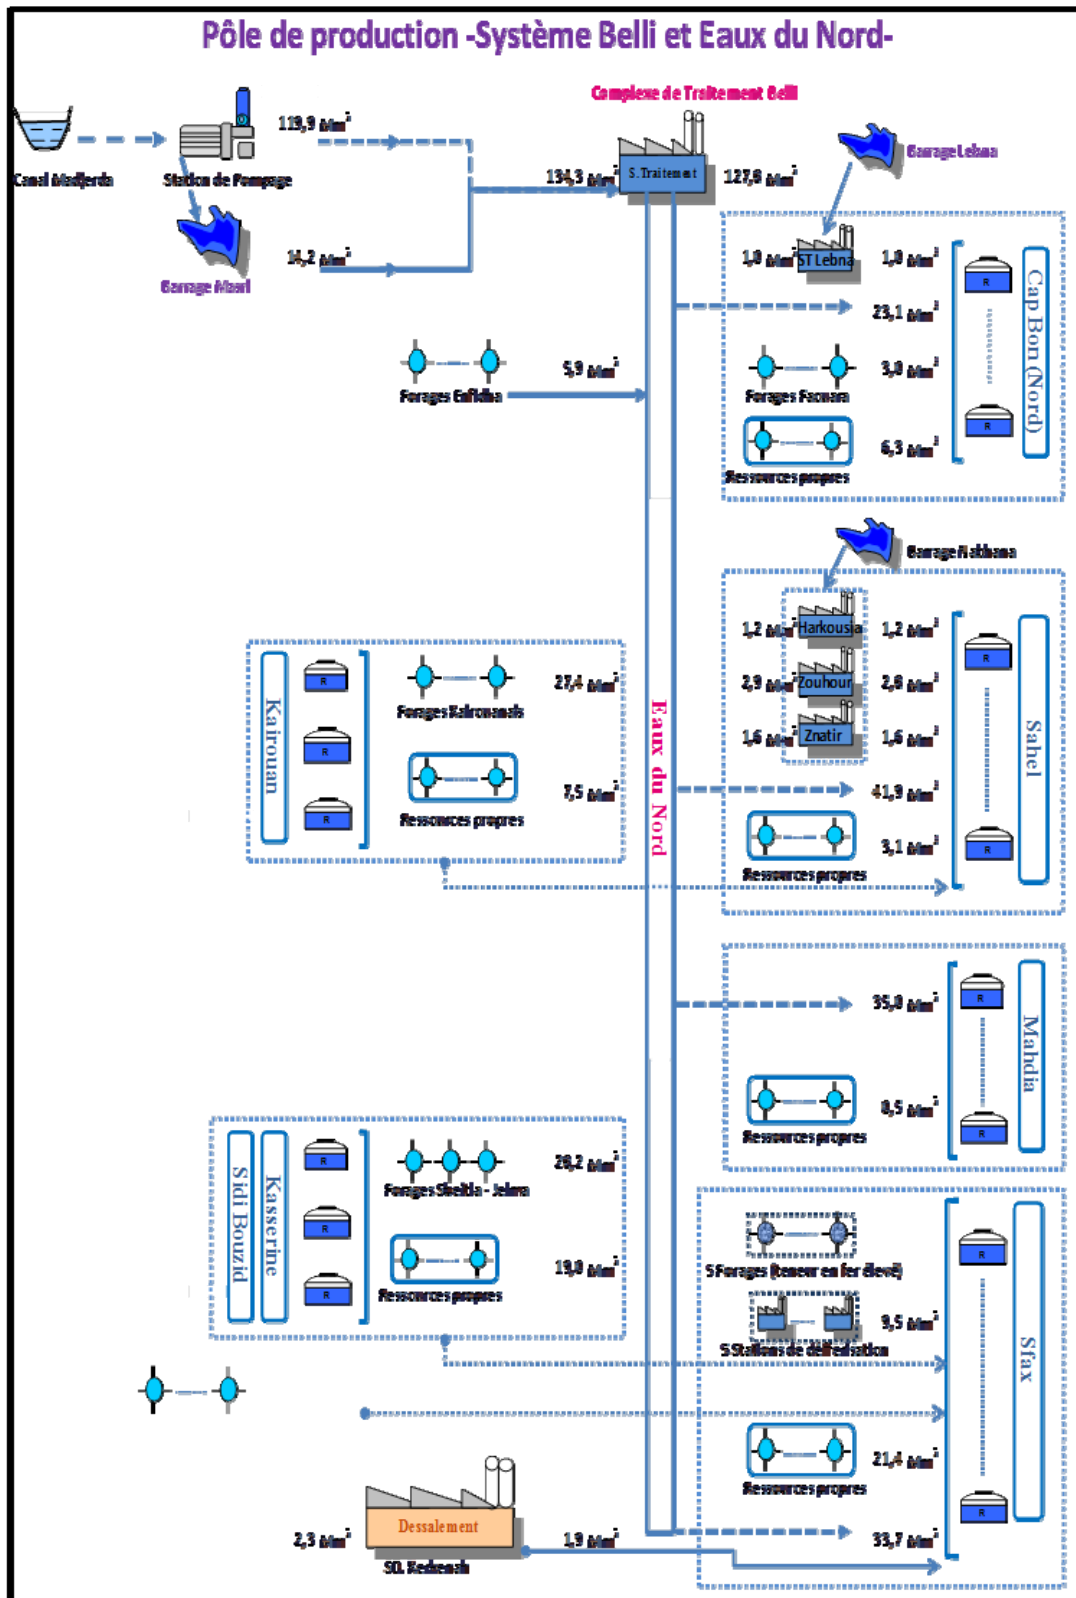 Pôle de production -Système Belli et Eaux du Nord-
Complexe de Traitement Belli
119,9 Mm³
Canal Madjerda
Station de Pompage
134,3 Mm³
S. Traitement
127,8 Mm³
Barrage Lebna
14,2 Mm³
Barrage Masri
1,0 Mm³
ST Lebna
1,0 Mm³
23,1 Mm³
Cap Bon (Nord)
R
5,9 Mm³
Forages Enfidha
3,0 Mm³
Forages Faouara
R
6,3 Mm³
Ressources propres
Barrage Nabhana
1,2 Mm³
Harkousia
1,2 Mm³
R
2,9 Mm³
Zouhour
2,8 Mm³
1,6 Mm³
Znatir
1,6 Mm³
Sahel
41,9 Mm³
3,1 Mm³
R
Ressources propres
Kairouan
R
27,4 Mm³
Forages Kairouanais
R
7,5 Mm³
R
Ressources propres
Eaux du Nord
35,0 Mm³
R
Mahdia
8,5 Mm³
R
Ressources propres
Sidi Bouzid
Kasserine
R
26,2 Mm³
Forages Sbeitla - Jelma
R
19,0 Mm³
R
Ressources propres
5 Forages (teneur en fer élevé)
R
9,5 Mm³
5 Stations de déferrisation
Sfax
21,4 Mm³
Ressources propres
R
33,7 Mm³
2,3 Mm³
Dessalement
1,9 Mm³
SD. Kerkenah